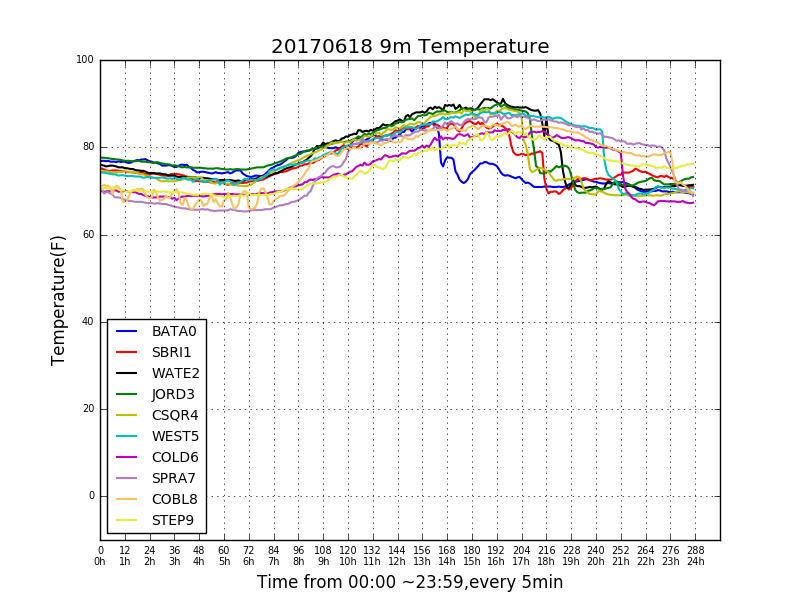 20170618 9m Temperature
Temperature(F)
100
80
60
40
20
0
BATA0
SBRI1
WATE2
JORD3
CSQR4
WEST5
COLD6
SPRA7
COBL8
STEP9
0 12 24 36 48 60 72 84 96 108 120 132 144 156 168 180 192 204 216 228 240 252 264 276 288
0h 1h 2h 3h 4h 5h 6h 7h 8h 9h 10h 11h 12h 13h 14h 15h 16h 17h 18h 19h 20h 21h 22h 23h 24h
Time from 00:00 ~23:59,every 5min